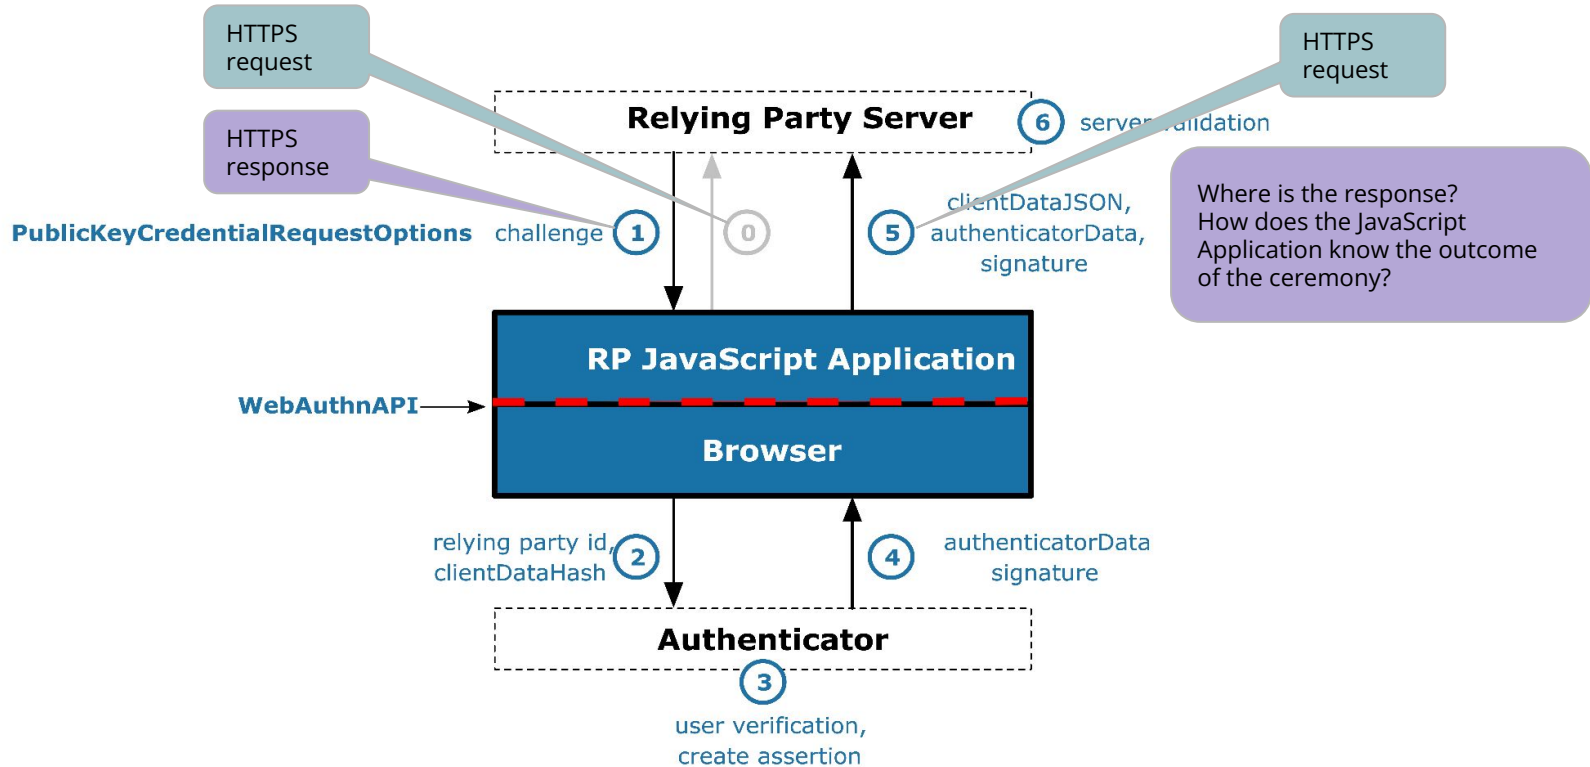 HTTPS
request
HTTPS
request
Relying Party Server
6
server validation
HTTPS
response
Where is the response?
How does the JavaScript
Application know the outcome
of the ceremony?
PublicKeyCredentialRequestOptions
challenge
1
0
5
clientDataJSON,
authenticatorData,
signature
RP JavaScript Application
WebAuthnAPI
Browser
relying party id,
clientDataHash
2
4
authenticatorData
signature
Authenticator
3
user verification,
create assertion